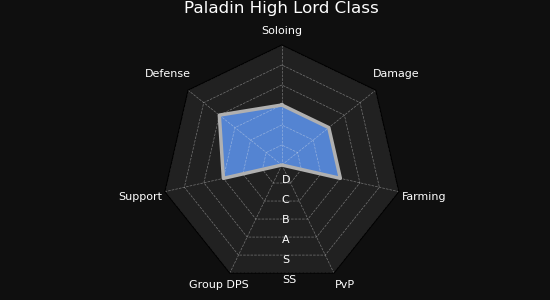 Paladin High Lord Class
Soloing
Defense
Damage
Support
Farming
D
C
B
A
S
SS
Group DPS
PvP